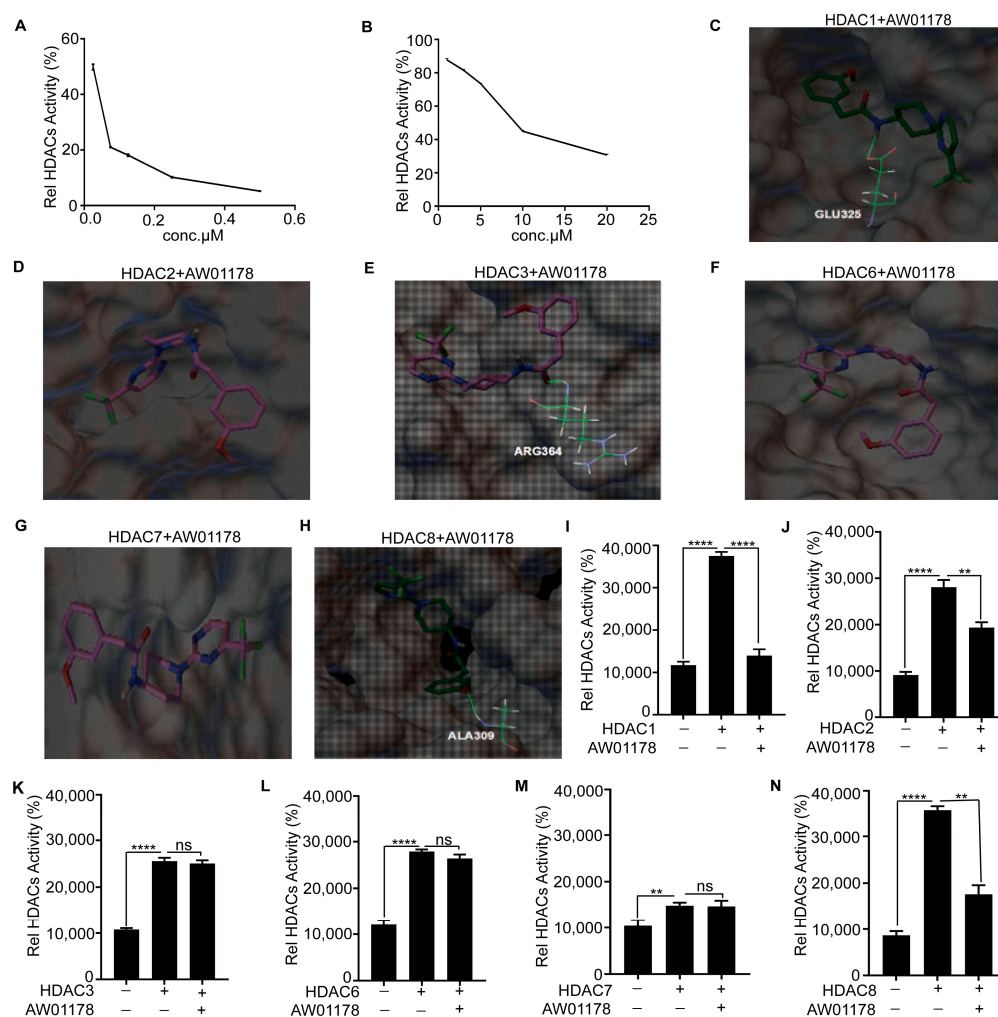 A
Rel HDACs Activity (%)
60
40
20
0
0.0
0.2
0.4
0.6
conc.μM
B
Rel HDACs Activity (%)
100
80
60
40
20
0
0
5
10
15
20
25
conc.μM
C
HDAC1+AW01178
GLU325
D
HDAC2+AW01178
E
HDAC3+AW01178
ARG364
F
HDAC6+AW01178
G
HDAC7+AW01178
H
HDAC8+AW01178
ALA309
I
Rel HDACs Activity (%)
40,000
30,000
20,000
10,000
0
**** ****
HDAC1 − + +
AW01178 − − +
J
Rel HDACs Activity (%)
40,000
30,000
20,000
10,000
0
**** **
HDAC2 − + +
AW01178 − − +
K
Rel HDACs Activity (%)
40,000
30,000
20,000
10,000
0
**** ns
HDAC3 − + +
AW01178 − − +
L
Rel HDACs Activity (%)
40,000
30,000
20,000
10,000
0
**** ns
HDAC6 − + +
AW01178 − − +
M
Rel HDACs Activity (%)
40,000
30,000
20,000
10,000
0
** ns
HDAC7 − + +
AW01178 − − +
N
Rel HDACs Activity (%)
40,000
30,000
20,000
10,000
0
**** **
HDAC8 − + +
AW01178 − − +